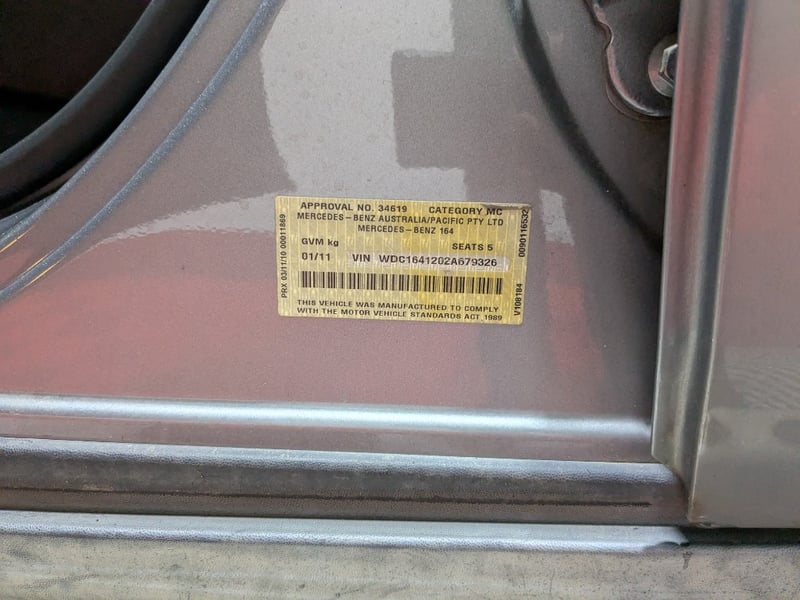 APPROVAL NO. 34619 CATEGORY MC
MERCEDES-BENZ AUSTRALIA/PACIFIC PTY LTD
MERCEDES-BENZ 164
GVM kg SEATS 5
01/11 VIN WDC1641202A679326
THIS VEHICLE WAS MANUFACTURED TO COMPLY
WITH THE MOTOR VEHICLE STANDARDS ACT 1989
PRX 03/11/10 00011869
V108184 0090116532